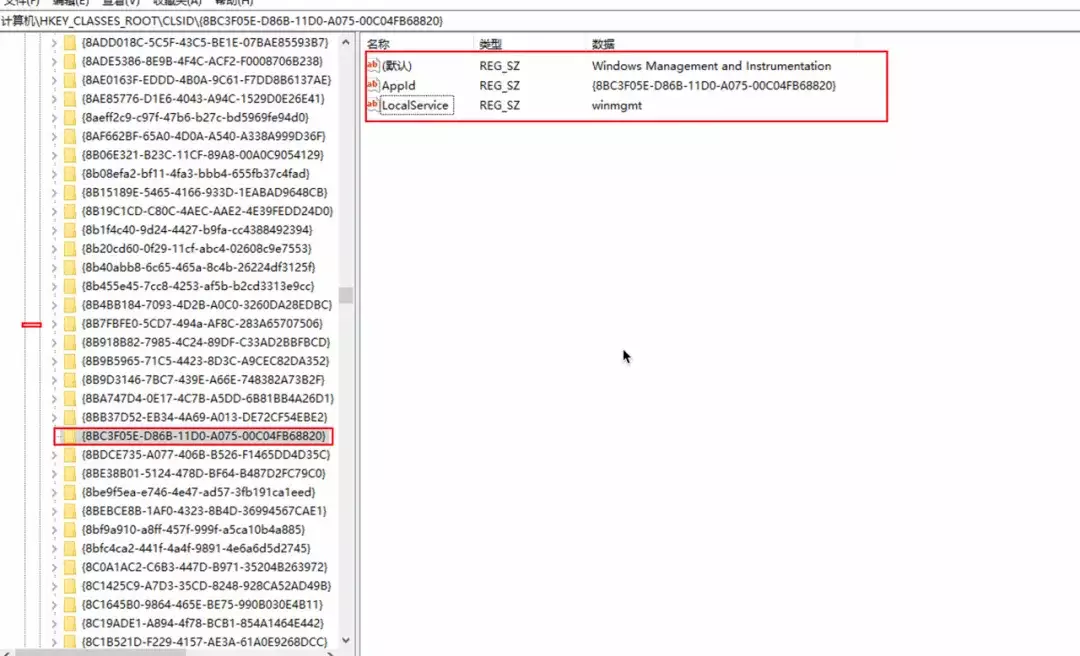 文件(F) 编辑(E) 查看(V) 收藏夹(A) 帮助(H)
计算机\HKEY_CLASSES_ROOT\CLSID\{8BC3F05E-D86B-11D0-A075-00C04FB68820}
{8ADD018C-5C5F-43C5-BE1E-07BAE85593B7}
{8ADE5386-8E9B-4F4C-ACF2-F0008706B238}
{8AE0163F-EDDD-4B0A-9C61-F7DD8B6137AE}
{8AE85776-D1E6-4043-A94C-1529D0E26E41}
{8aeff2c9-c97f-47b6-b27c-bd5969fe94d0}
{8AF662BF-65A0-4D0A-A540-A338A999D36F}
{8B06E321-B23C-11CF-89A8-00A0C9054129}
{8b08efa2-bf11-4fa3-bbb4-655fb37c4fad}
{8B15189E-5465-4166-933D-1EABAD9648CB}
{8B19C1CD-C80C-4AEC-AAE2-4E39FEDD24D0}
{8b1f4c40-9d24-4427-b9fa-cc4388492394}
{8b20cd60-0f29-11cf-abc4-02608c9e7553}
{8b40abb8-6c65-465a-8c4b-26224df3125f}
{8b455e45-7cc8-4253-af5b-b2cd3313e9cc}
{8B4BB184-7093-4D2B-A0C0-3260DA28EDBC}
{8B7FBFE0-5CD7-494a-AF8C-283A65707506}
{8B918B82-7985-4C24-89DF-C33AD2BBFBCD}
{8B9B5965-71C5-4423-8D3C-A9CEC82DA352}
{8B9D3146-7BC7-439E-A66E-748382A73B2F}
{8BA747D4-0E17-4C7B-A5DD-6B81BB4A26D1}
{8BB37D52-EB34-4A69-A013-DE72CF54EBE2}
{8BC3F05E-D86B-11D0-A075-00C04FB68820}
{8BDCE735-A077-406B-B526-F1465DD4D35C}
{8BE38B01-5124-478D-BF64-B487D2FC79C0}
{8be9f5ea-e746-4e47-ad57-3fb191ca1eed}
{8BEBCE8B-1AF0-4323-8B4D-36994567CAE1}
{8bf9a910-a8ff-457f-999f-a5ca10b4a885}
{8bfc4ca2-441f-4a4f-9891-4e6a6d5d2745}
{8C0A1AC2-C6B3-447D-B971-35204B263972}
{8C1425C9-A7D3-35CD-8248-928CA52AD49B}
{8C1645B0-9864-465E-BE75-990B030E4B11}
{8C19ADE1-A894-4f78-BCB1-854A1464E442}
{8C1B521D-F229-4157-AE3A-61A0E9268DCC}
名称 类型 数据
(默认) REG_SZ Windows Management and Instrumentation
AppId REG_SZ {8BC3F05E-D86B-11D0-A075-00C04FB68820}
LocalService REG_SZ winmgmt